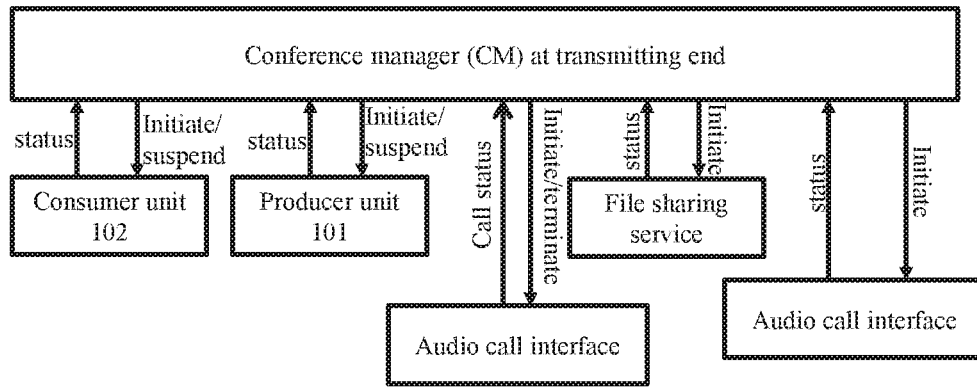 Conference manager (CM) at transmitting end
status
Initiate/
suspend
status
Initiate/
suspend
Call status
Initiate/terminate
status
Initiate
status
Initiate
Consumer unit
102
Producer unit
101
File sharing
service
Audio call interface
Audio call interface